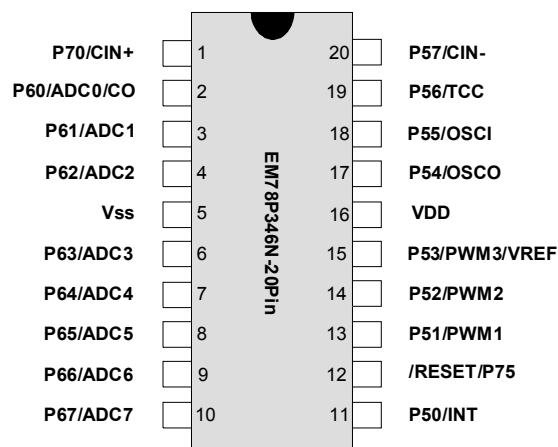 P70/CIN+ 1 20 P57/CIN-
P60/ADC0/CO 2 19 P56/TCC
P61/ADC1 3 18 P55/OSCI
P62/ADC2 4 17 P54/OSCO
Vss 5 16 VDD
P63/ADC3 6 15 P53/PWM3/VREF
P64/ADC4 7 14 P52/PWM2
P65/ADC5 8 13 P51/PWM1
P66/ADC6 9 12 /RESET/P75
P67/ADC7 10 11 P50/INT
EM78P346N-20Pin